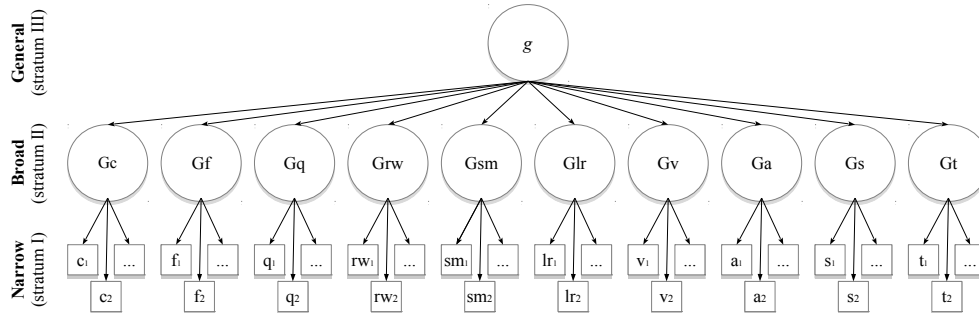 General
(stratum III)
g
Broad
(stratum II)
Gc Gf Gq Grw Gsm Glr Gv Ga Gs Gt
Narrow
(stratum I)
c1 ... f1 ... q1 ... rw1 ... sm1 ... lr1 ... v1 ... a1 ... s1 ... t1 ...
c2 f2 q2 rw2 sm2 lr2 v2 a2 s2 t2